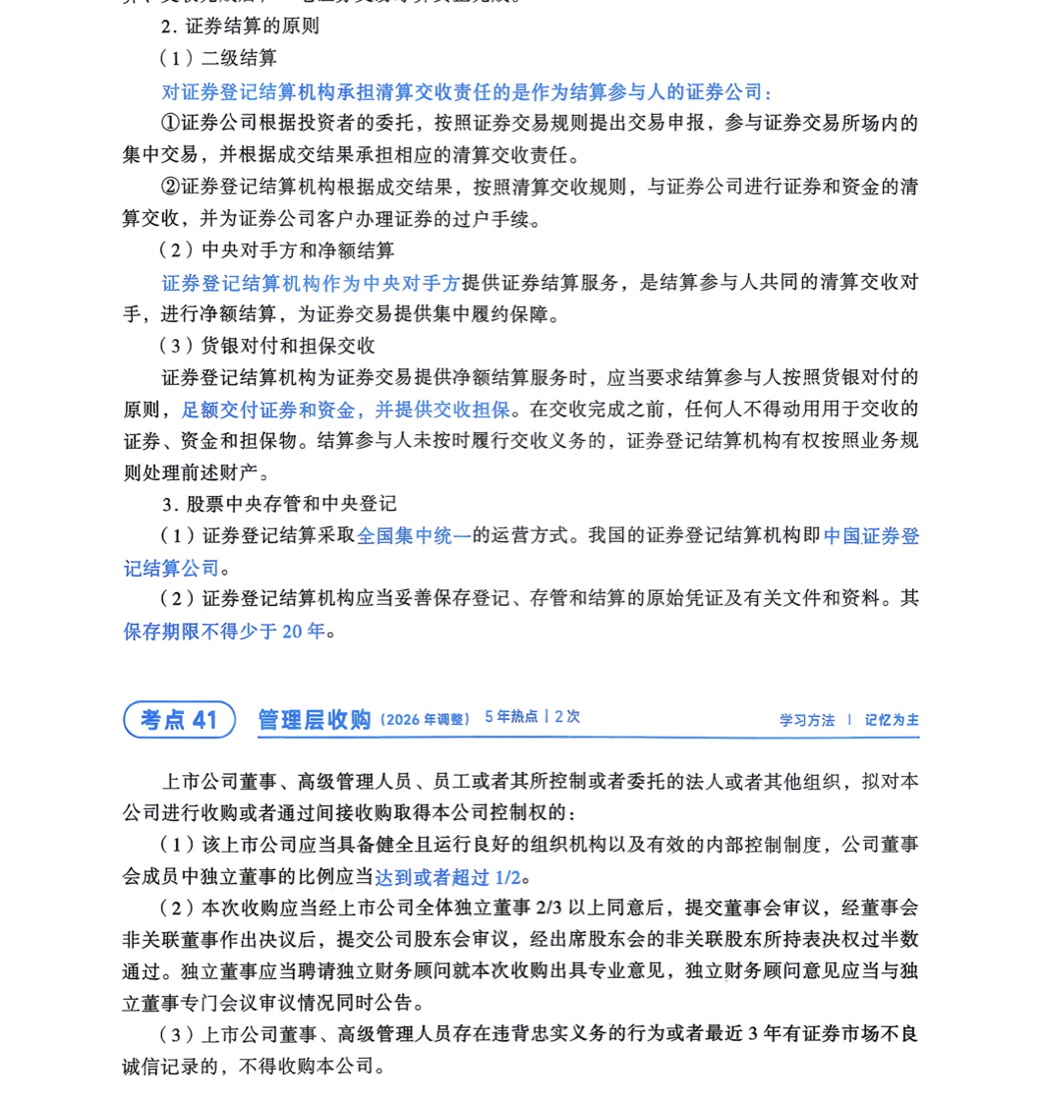 2. 证券结算的原则
（1）二级结算
对证券登记结算机构承担清算交收责任的是作为结算参与人的证券公司：
①证券公司根据投资者的委托，按照证券交易规则提出交易申报，参与证券交易所场内的
集中交易，并根据成交结果承担相应的清算交收责任。
②证券登记结算机构根据成交结果，按照清算交收规则，与证券公司进行证券和资金的清
算交收，并为证券公司客户办理证券的过户手续。
（2）中央对手方和净额结算
证券登记结算机构作为中央对手方提供证券结算服务，是结算参与人共同的清算交收对
手，进行净额结算，为证券交易提供集中履约保障。
（3）货银对付和担保交收
证券登记结算机构为证券交易提供净额结算服务时，应当要求结算参与人按照货银对付的
原则，足额交付证券和资金，并提供交收担保。在交收完成之前，任何人不得动用用于交收的
证券、资金和担保物。结算参与人未按时履行交收义务的，证券登记结算机构有权按照业务规
则处理前述财产。
3. 股票中央存管和中央登记
（1）证券登记结算采取全国集中统一的运营方式。我国的证券登记结算机构即中国证券登
记结算公司。
（2）证券登记结算机构应当妥善保存登记、存管和结算的原始凭证及有关文件和资料。其
保存期限不得少于 20 年。
考点 41 管理层收购（2026 年调整） 5 年热点 | 2 次 学习方法 | 记忆为主
上市公司董事、高级管理人员、员工或者其所控制或者委托的法人或者其他组织，拟对本
公司进行收购或者通过间接收购取得本公司控制权的：
（1）该上市公司应当具备健全且运行良好的组织机构以及有效的内部控制制度，公司董事
会成员中独立董事的比例应当达到或者超过 1/2。
（2）本次收购应当经上市公司全体独立董事 2/3 以上同意后，提交董事会审议，经董事会
非关联董事作出决议后，提交公司股东会审议，经出席股东会的非关联股东所持表决权过半数
通过。独立董事应当聘请独立财务顾问就本次收购出具专业意见，独立财务顾问意见应当与独
立董事专门会议审议情况同时公告。
（3）上市公司董事、高级管理人员存在违背忠实义务的行为或者最近 3 年有证券市场不良
诚信记录的，不得收购本公司。